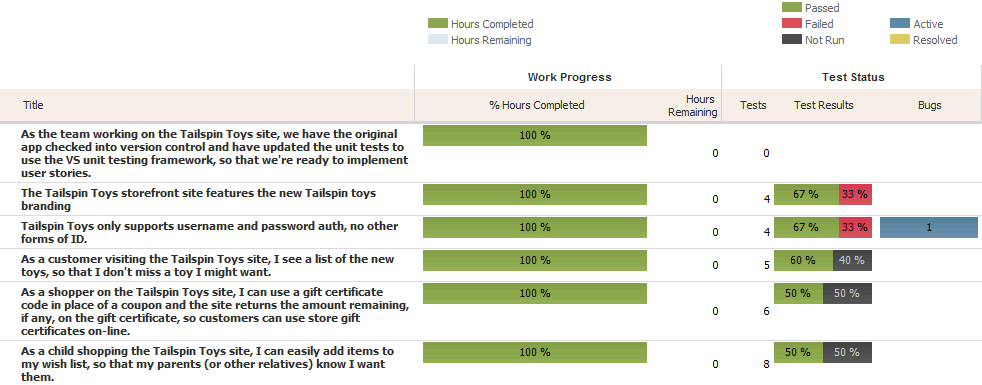 Passed
Hours Completed Failed Active
Hours Remaining Not Run Resolved
Work Progress Test Status
Title % Hours Completed Hours Remaining Tests Test Results Bugs
As the team working on the Tailspin Toys site, we have the original
app checked into version control and have updated the unit tests to
use the VS unit testing framework, so that we're ready to implement
user stories.
100 %
0 0
The Tailspin Toys storefront site features the new Tailspin toys
branding
100 %
0 4
67 % 33 %
Tailspin Toys only supports username and password auth, no other
forms of ID.
100 %
0 4
67 % 33 % 1
As a customer visiting the Tailspin Toys site, I see a list of the new
toys, so that I don't miss a toy I might want.
100 %
0 5
60 % 40 %
As a shopper on the Tailspin Toys site, I can use a gift certificate
code in place of a coupon and the site returns the amount remaining,
if any, on the gift certificate, so customers can use store gift
certificates on-line.
100 %
0 6
50 % 50 %
As a child shopping the Tailspin Toys site, I can easily add items to
my wish list, so that my parents (or other relatives) know I want
them.
100 %
0 8
50 % 50 %